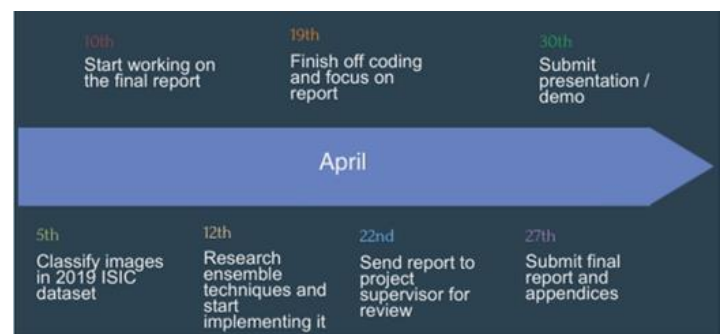 10th
Start working on
the final report
19th
Finish off coding
and focus on
report
30th
Submit
presentation /
demo
April
5th
Classify images
in 2019 ISIC
dataset
12th
Research
ensemble
techniques and
start
implementing it
22nd
Send report to
project
supervisor for
review
27th
Submit final
report and
appendices